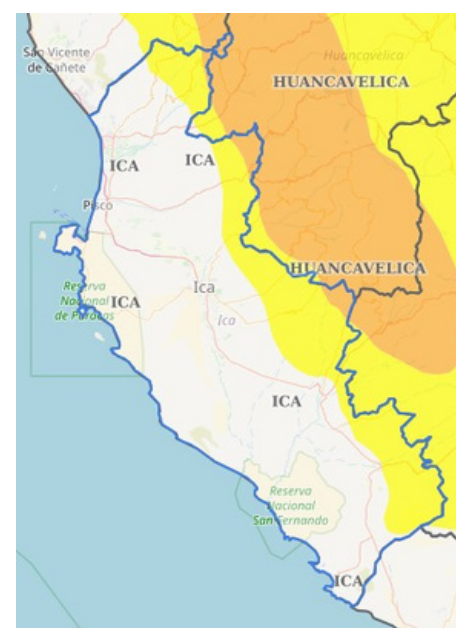 San Vicente
de Cañete
Huancavelica
HUANCAVELICA
ICA
ICA
Pisco
HUANCAVELICA
Reserva
Nacional
de Paracas
ICA
Ica
Ica
ICA
Reserva
Nacional
San Fernando
ICA